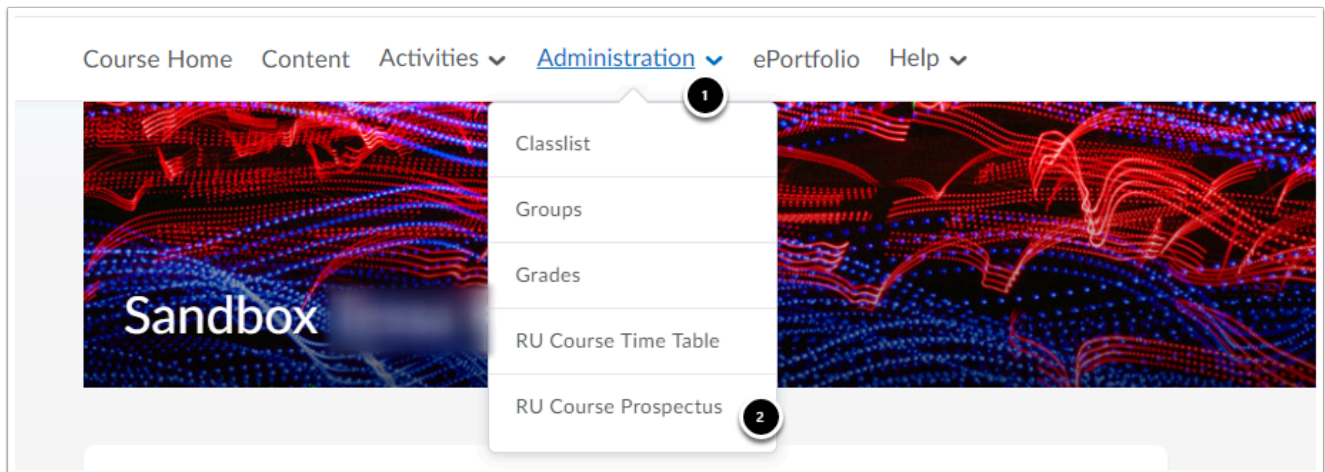 Course Home Content Activities Administration ePortfolio Help
1
Classlist
Groups
Grades
Sandbox
RU Course Time Table
RU Course Prospectus
2